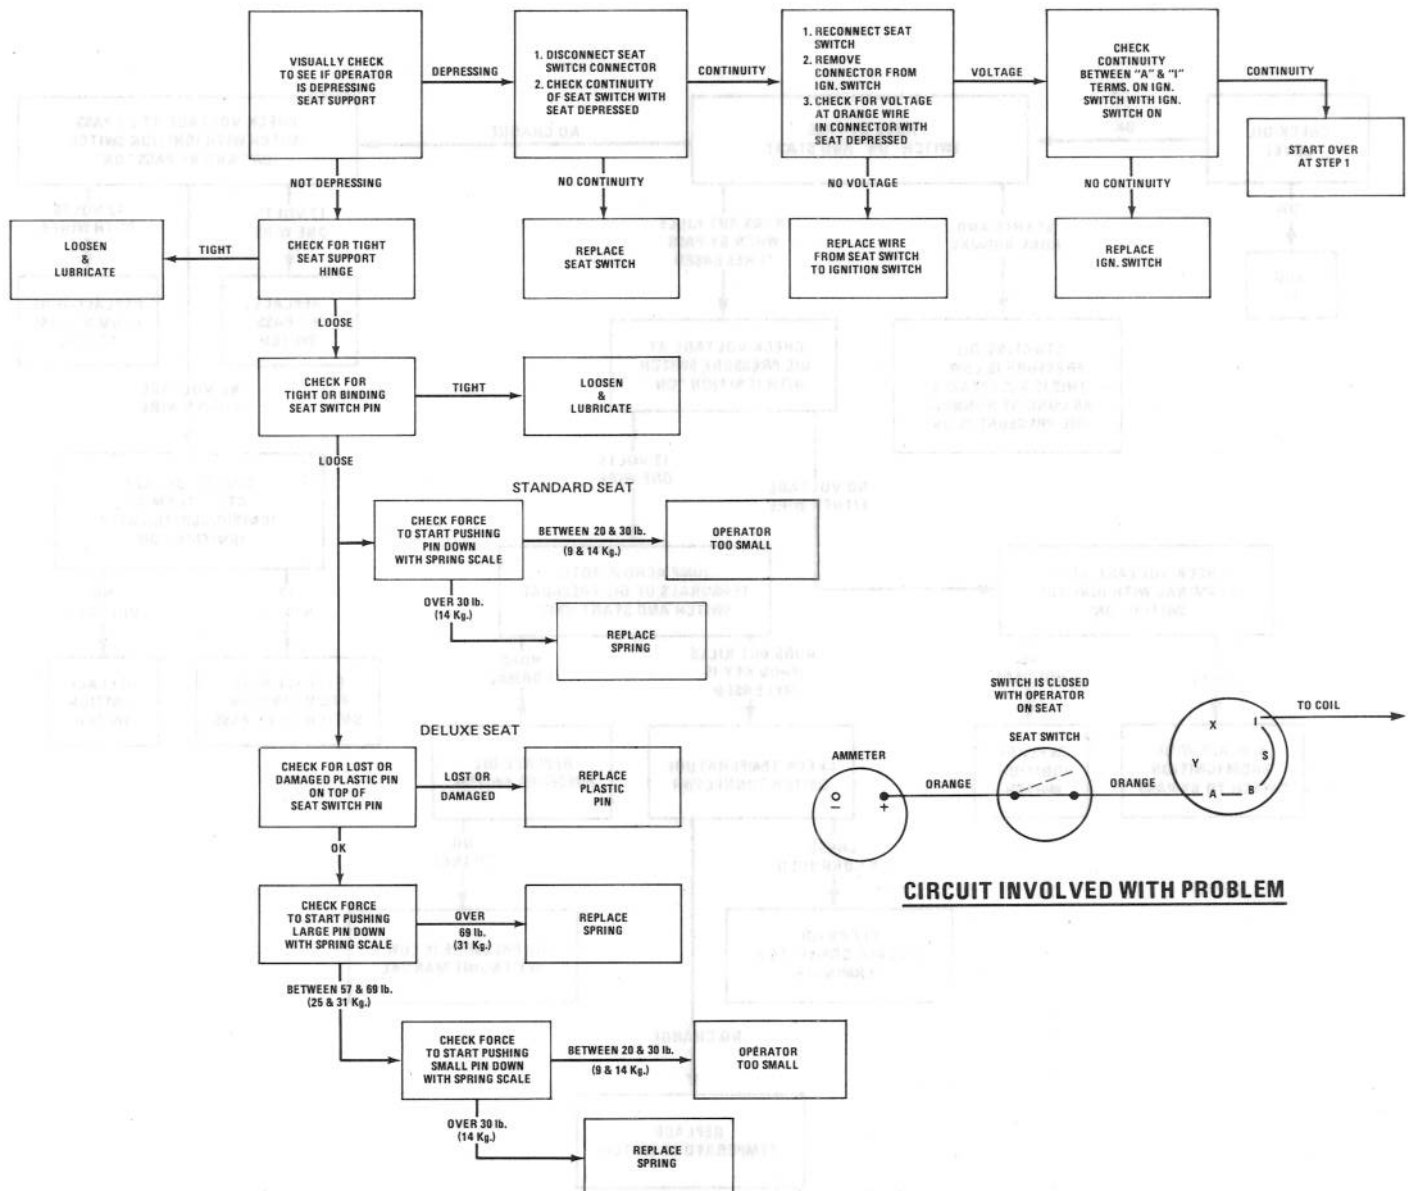 VISUALLY CHECK
TO SEE IF OPERATOR
IS DEPRESSING
SEAT SUPPORT
DEPRESSING
1. DISCONNECT SEAT
SWITCH CONNECTOR
2. CHECK CONTINUITY
OF SEAT SWITCH WITH
SEAT DEPRESSED
CONTINUITY
1. RECONNECT SEAT
SWITCH
2. REMOVE
CONNECTOR FROM
IGN. SWITCH
3. CHECK FOR VOLTAGE
AT ORANGE WIRE
IN CONNECTOR WITH
SEAT DEPRESSED
VOLTAGE
CHECK
CONTINUITY
BETWEEN "A" & "I"
TERMS. ON IGN.
SWITCH WITH IGN.
SWITCH ON
CONTINUITY
START OVER
AT STEP 1
NOT DEPRESSING
NO CONTINUITY
NO VOLTAGE
NO CONTINUITY
LOOSEN
&
LUBRICATE
TIGHT
CHECK FOR TIGHT
SEAT SUPPORT
HINGE
REPLACE
SEAT SWITCH
REPLACE WIRE
FROM SEAT SWITCH
TO IGNITION SWITCH
REPLACE
IGN. SWITCH
LOOSE
CHECK FOR
TIGHT OR BINDING
SEAT SWITCH PIN
TIGHT
LOOSEN
&
LUBRICATE
LOOSE
STANDARD SEAT
CHECK FORCE
TO START PUSHING
PIN DOWN
WITH SPRING SCALE
BETWEEN 20 & 30 lb.
(9 & 14 Kg.)
OPERATOR
TOO SMALL
OVER 30 lb.
(14 Kg.)
REPLACE
SPRING
DELUXE SEAT
CHECK FOR LOST OR
DAMAGED PLASTIC PIN
ON TOP OF
SEAT SWITCH PIN
LOST OR
DAMAGED
REPLACE
PLASTIC
PIN
OK
CHECK FORCE
TO START PUSHING
LARGE PIN DOWN
WITH SPRING SCALE
OVER
69 lb.
(31 Kg.)
REPLACE
SPRING
BETWEEN 57 & 69 lb.
(25 & 31 Kg.)
CHECK FORCE
TO START PUSHING
SMALL PIN DOWN
WITH SPRING SCALE
BETWEEN 20 & 30 lb.
(9 & 14 Kg.)
OPERATOR
TOO SMALL
OVER 30 lb.
(14 Kg.)
REPLACE
SPRING
SWITCH IS CLOSED
WITH OPERATOR
ON SEAT
SEAT SWITCH
AMMETER
- +
ORANGE
ORANGE
X I
S
Y
A B
TO COIL
CIRCUIT INVOLVED WITH PROBLEM